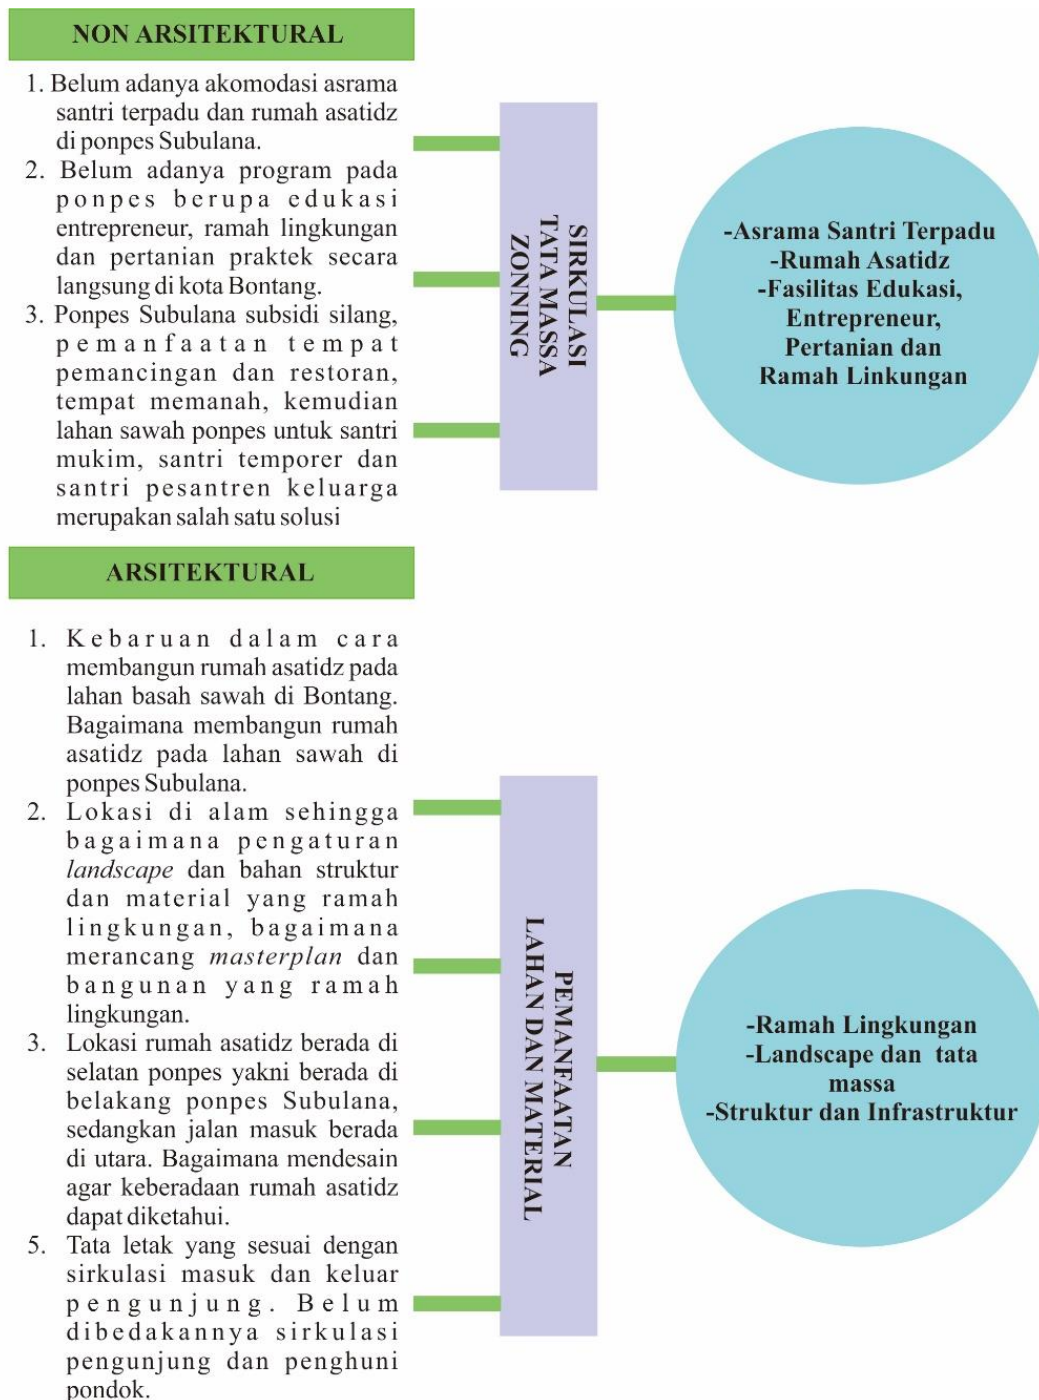 NON ARSITEKTURAL
1. Belum adanya akomodasi asrama
santri terpadu dan rumah asatidz
di ponpes Subulana.
2. Belum adanya program pada
ponpes berupa edukasi
entrepreneur, ramah lingkungan
dan pertanian praktek secara
langsung di kota Bontang.
3. Ponpes Subulana subsidi silang,
pemanfaatan tempat
pemancingan dan restoran,
tempat memanah, kemudian
lahan sawah ponpes untuk santri
mukim, santri temporer dan
santri pesantren keluarga
merupakan salah satu solusi
SIRKULASI
TATA MASSA
ZONNING
-Asrama Santri Terpadu
-Rumah Asatidz
-Fasilitas Edukasi,
Entrepreneur,
Pertanian dan
Ramah Linkungan
ARSITEKTURAL
1. Kebaruan dalam cara
membangun rumah asatidz pada
lahan basah sawah di Bontang.
Bagaimana membangun rumah
asatidz pada lahan sawah di
ponpes Subulana.
2. Lokasi di alam sehingga
bagaimana pengaturan
landscape dan bahan struktur
dan material yang ramah
lingkungan, bagaimana
merancang masterplan dan
bangunan yang ramah
lingkungan.
3. Lokasi rumah asatidz berada di
selatan ponpes yakni berada di
belakang ponpes Subulana,
sedangkan jalan masuk berada
di utara. Bagaimana mendesain
agar keberadaan rumah asatidz
dapat diketahui.
5. Tata letak yang sesuai dengan
sirkulasi masuk dan keluar
pengunjung. Belum
dibedakannya sirkulasi
pengunjung dan penghuni
pondok.
PEMANFAATAN
LAHAN DAN MATERIAL
-Ramah Lingkungan
-Landscape dan tata
massa
-Struktur dan Infrastruktur